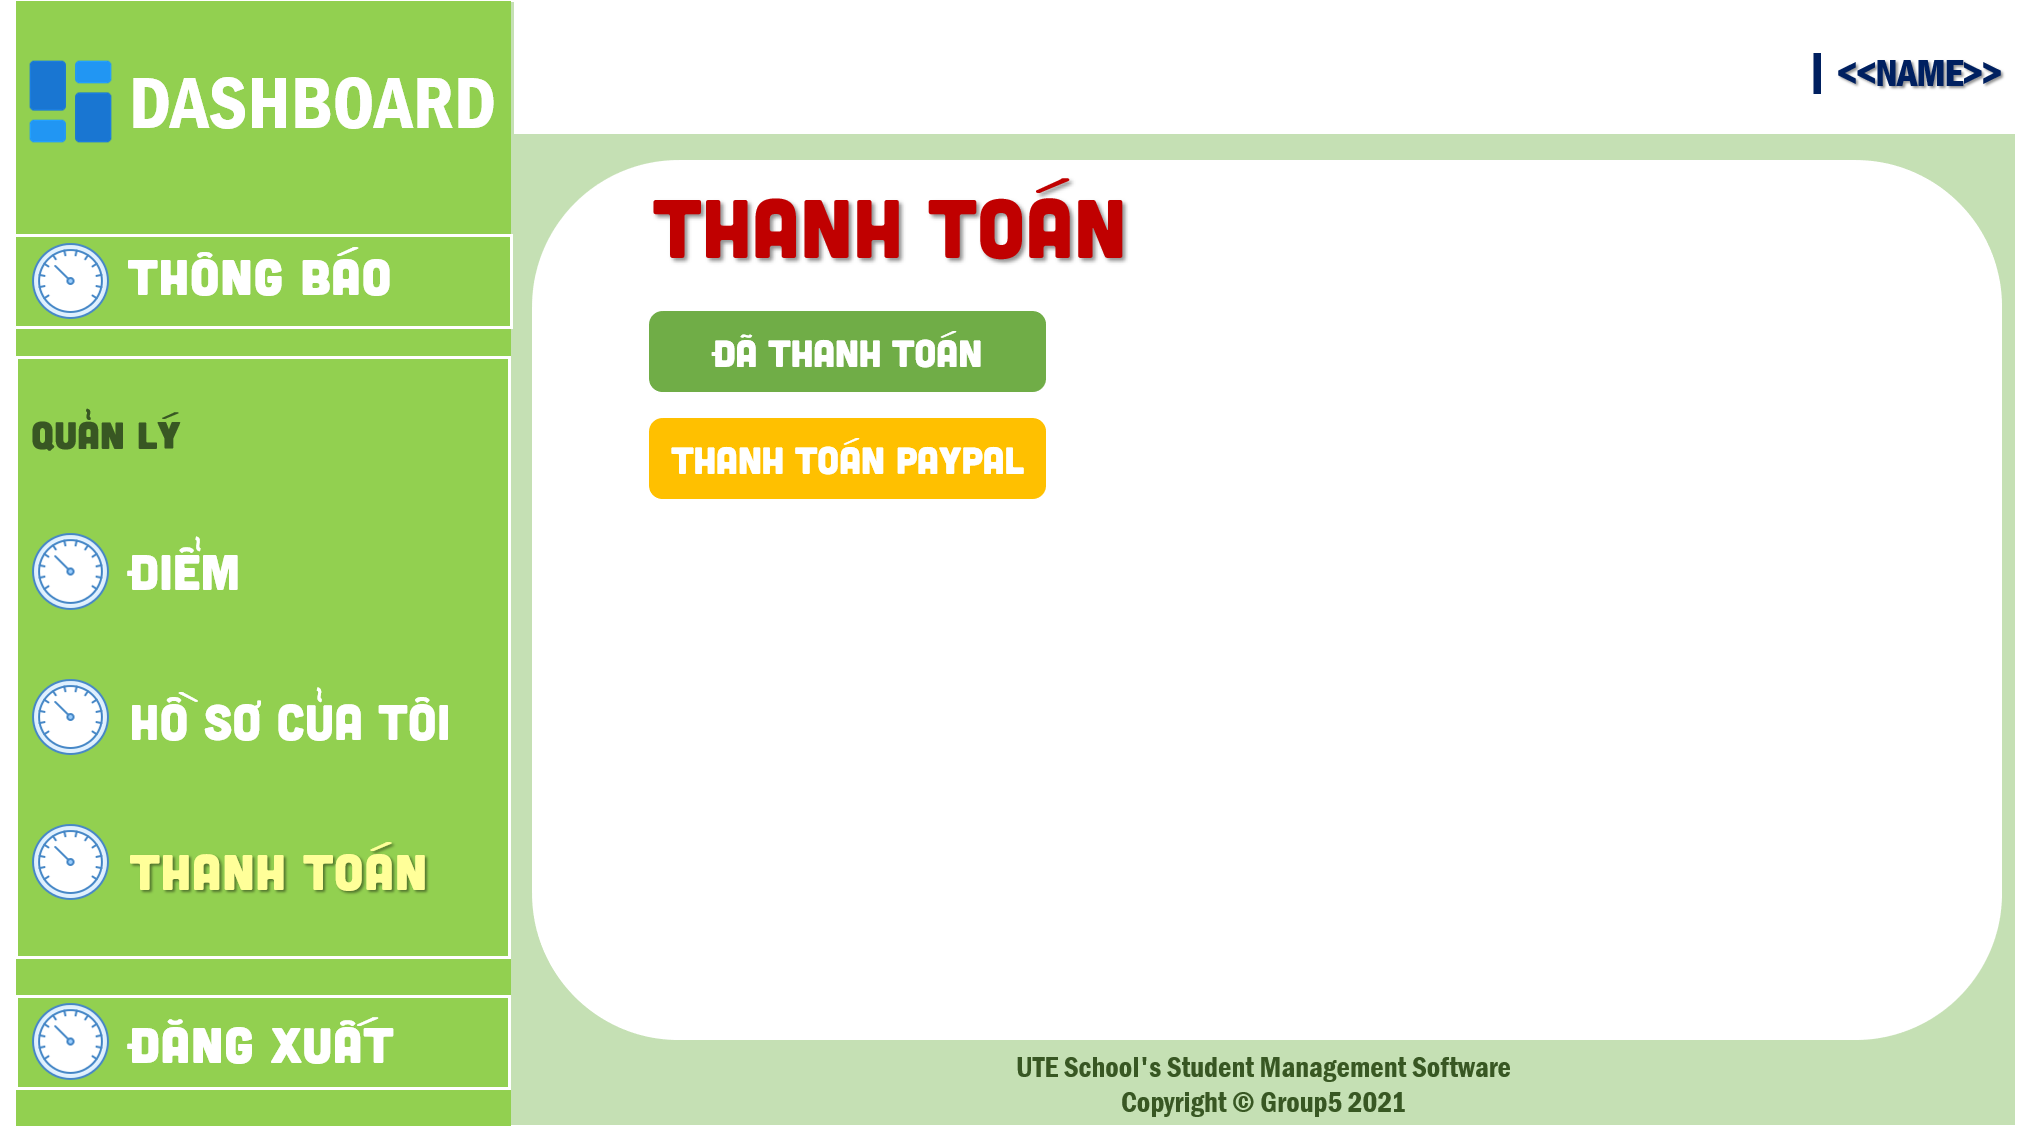 DASHBOARD
| <<NAME>>
THÔNG BÁO
QUẢN LÝ
ĐIỂM
HỒ SƠ CỦA TÔI
THANH TOÁN
ĐĂNG XUẤT
THANH TOÁN
ĐÃ THANH TOÁN
THANH TOÁN PAYPAL
UTE School's Student Management Software
Copyright © Group5 2021